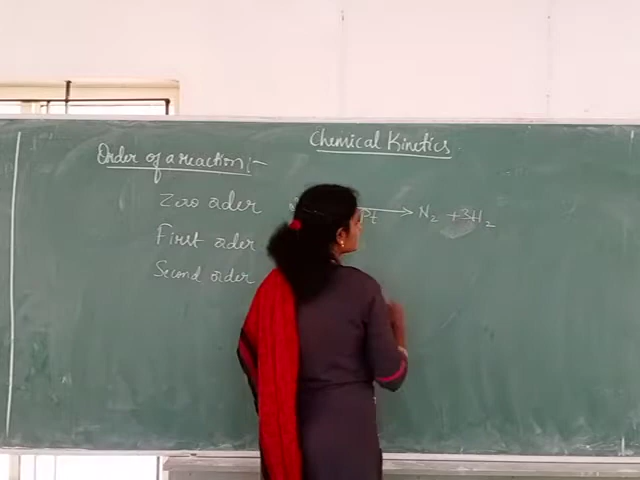 Chemical Kinetics
Order of a reaction:-
Zero order
Pt → N₂ + 3H₂
First order
Second order